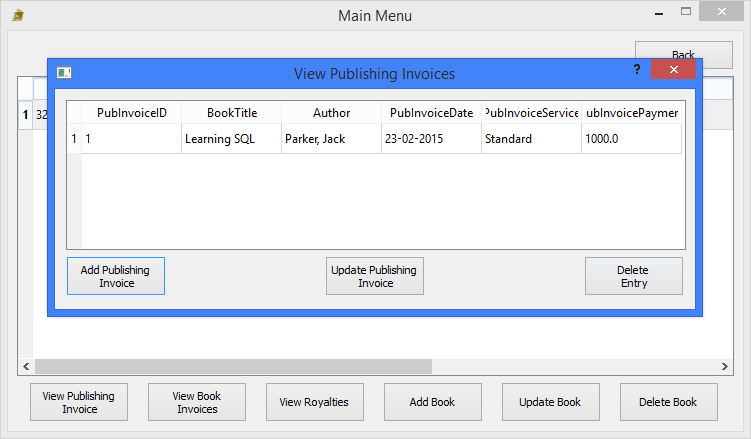 Main Menu
Back
View Publishing Invoices
?
PubInvoiceID BookTitle Author PubInvoiceDate PubInvoiceService ubInvoicePaymer
1 1 Learning SQL Parker, Jack 23-02-2015 Standard 1000.0
1 32
Add Publishing
Invoice
Update Publishing
Invoice
Delete
Entry
View Publishing
Invoice
View Book
Invoices
View Royalties
Add Book
Update Book
Delete Book